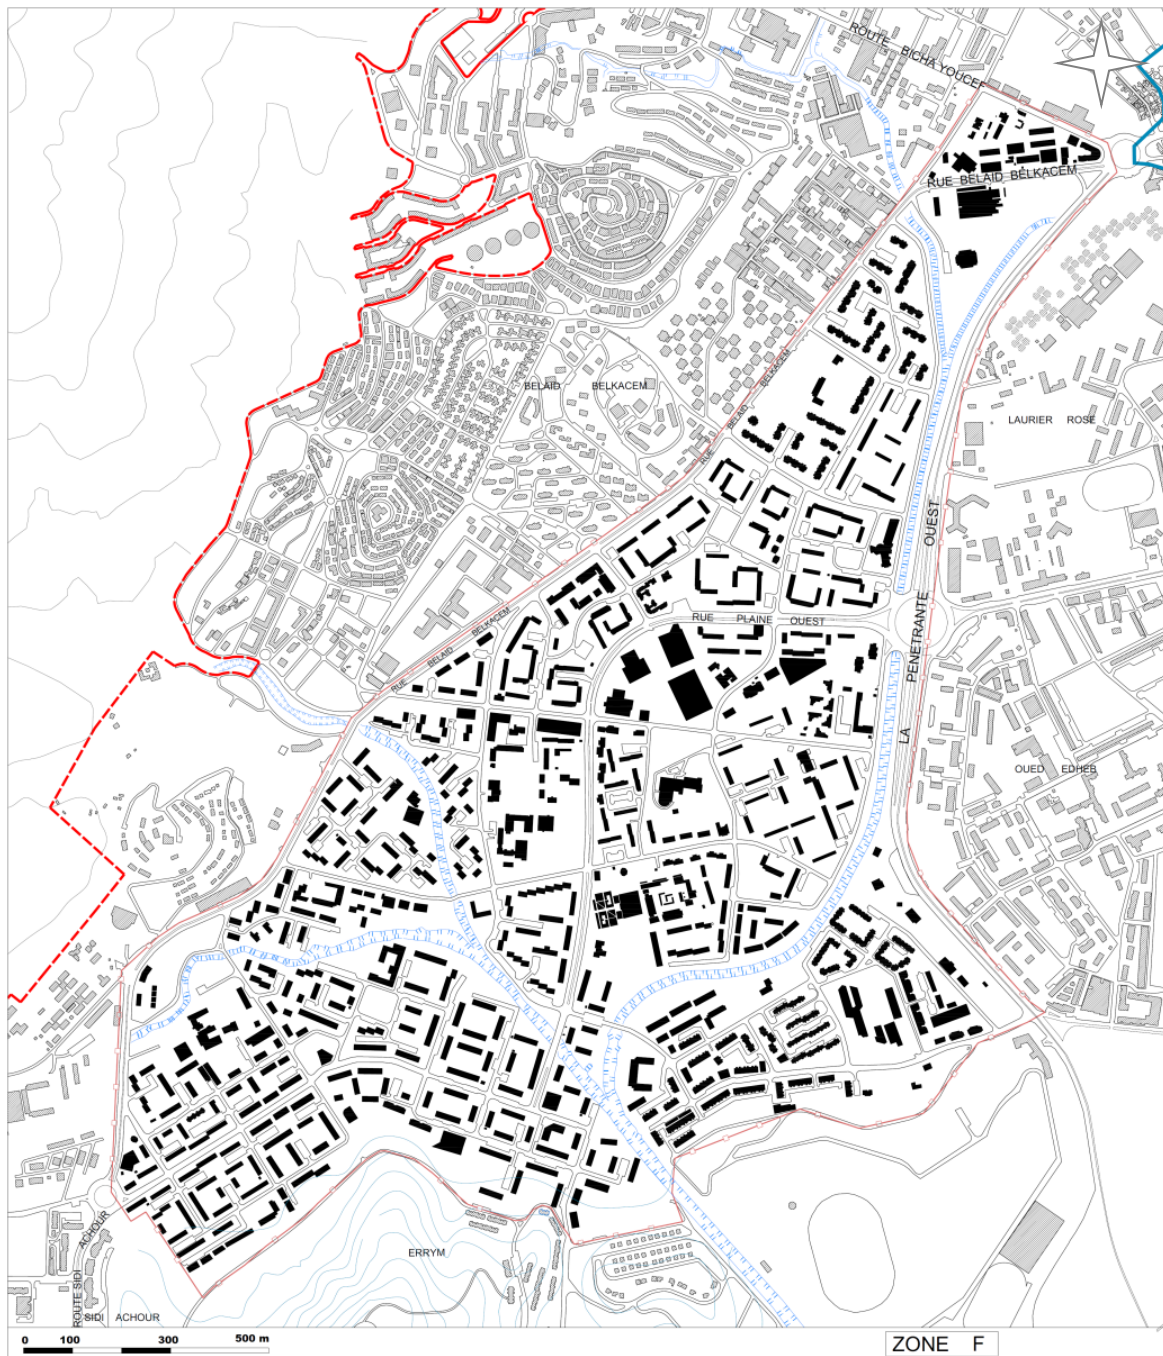 ROUTE BICHA YOUCEF
RUE BELAID BELKACEM
BELAID BELKACEM
RUE BELAID BELKACEM
LAURIER ROSE
LA PENETRANTE OUEST
RUE PLAINE OUEST
RUE BELAID BELKACEM
OUED EDHEB
ERRYM
ROUTE SIDI ACHOUR
SIDI ACHOUR
0 100 300 500 m
ZONE F